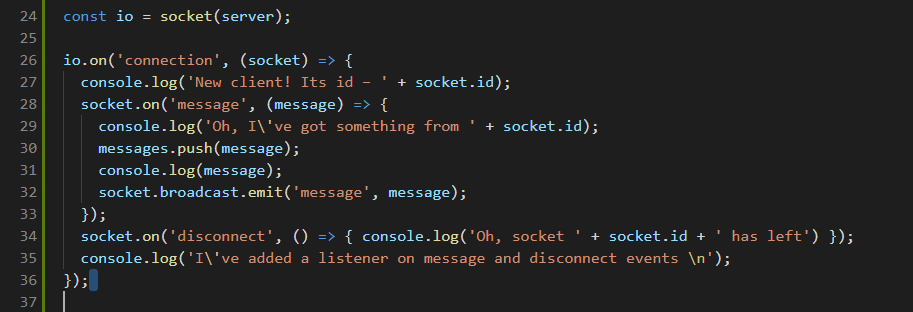 24 const io = socket(server);
25
26 io.on('connection', (socket) => {
27 console.log('New client! Its id – ' + socket.id);
28 socket.on('message', (message) => {
29 console.log('Oh, I\'ve got something from ' + socket.id);
30 messages.push(message);
31 console.log(message);
32 socket.broadcast.emit('message', message);
33 });
34 socket.on('disconnect', () => { console.log('Oh, socket ' + socket.id + ' has left') });
35 console.log('I\'ve added a listener on message and disconnect events \n');
36 });
37